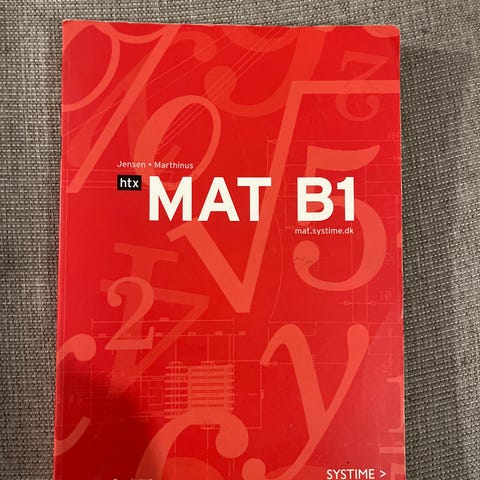 Jensen • Marthinus
htx
MAT B1
mat.systime.dk
SYSTIME >